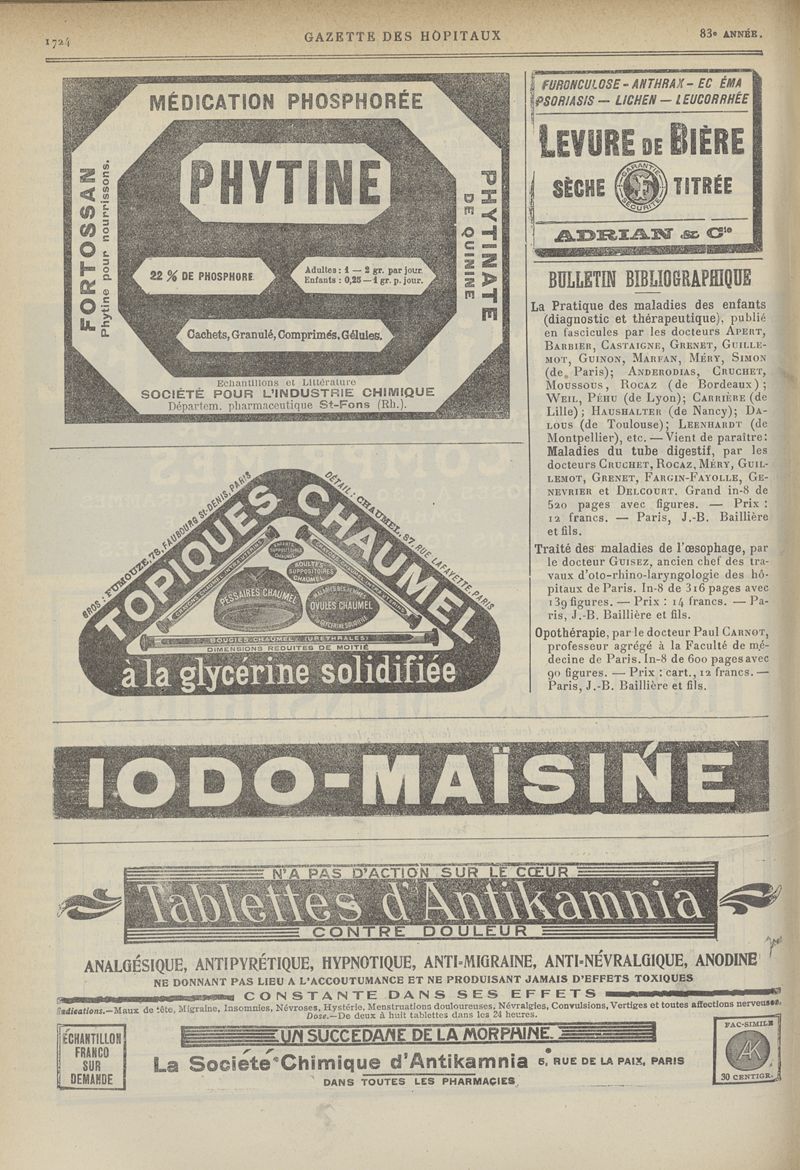 1724
GAZETTE DES HÔPITAUX
83e ANNÉE.
MÉDICATION PHOSPHORÉE
FORTOSSAN
Phytine pour nourrissons.
PHYTINE
PHYTINATE
DE QUININE
22 % DE PHOSPHORE
Adultes : 1 — 2 gr. par jour.
Enfants : 0,25 — 1 gr. p. jour.
Cachets, Granulé, Comprimés, Gélules.
Echantillons et Littérature
SOCIÉTÉ POUR L'INDUSTRIE CHIMIQUE
Départem. pharmaceutique St-Fons (Rh.).
GROS : FUMOUZE, 78, FAUBOURG St-DENIS, PARIS
DÉTAIL : CHAUMEL, 87, RUE LAFAYETTE, PARIS
TOPIQUES CHAUMEL
ENFANTS
SUPPOSITOIRES
CHAUMEL
ADULTES
SUPPOSITOIRES
CHAUMEL
PESSAIRES CHAUMEL
MALADIES DES FEMMES
OVULES CHAUMEL
BOUGIES CHAUMEL (URÉTHRALES)
DIMENSIONS RÉDUITES DE MOITIÉ
à la glycérine solidifiée
FURONCULOSE - ANTHRAX - EC ÉMA
PSORIASIS — LICHEN — LEUCORRHÉE
LEVURE DE BIÈRE
SÈCHE
GARANTIE
SÉCURITÉ
TITRÉE
ADRIAN & Cie
BULLETIN BIBLIOGRAPHIQUE
La Pratique des maladies des enfants
(diagnostic et thérapeutique), publié
en fascicules par les docteurs APERT,
BARBIER, CASTAIGNE, GRENET, GUILLE-
MOT, GUINON, MARFAN, MÉRY, SIMON
(de Paris); ANDERODIAS, CRUCHET,
MOUSSOUS, ROCAZ (de Bordeaux);
WEIL, PÉHU (de Lyon); CARRIÈRE (de
Lille); HAUSHALTER (de Nancy); DA-
LOUS (de Toulouse); LEENHARDT (de
Montpellier), etc. — Vient de paraître:
Maladies du tube digestif, par les
docteurs CRUCHET, ROCAZ, MÉRY, GUIL-
LEMOT, GRENET, FARGIN-FAYOLLE, GE-
NEVRIER et DELCOURT. Grand in-8 de
520 pages avec figures. — Prix :
12 francs. — Paris, J.-B. Baillière
et fils.
Traité des maladies de l'œsophage, par
le docteur GUISEZ, ancien chef des tra-
vaux d'oto-rhino-laryngologie des hô-
pitaux de Paris. In-8 de 316 pages avec
139 figures. — Prix : 14 francs. — Pa-
ris, J.-B. Baillière et fils.
Opothérapie, par le docteur Paul CARNOT,
professeur agrégé à la Faculté de mé-
decine de Paris. In-8 de 600 pages avec
90 figures. — Prix : cart., 12 francs. —
Paris, J.-B. Baillière et fils.
IODO-MAÏSINE
N'A PAS D'ACTION SUR LE CŒUR
Tablettes d'Antikamnia
CONTRE DOULEUR
ANALGÉSIQUE, ANTIPYRÉTIQUE, HYPNOTIQUE, ANTI-MIGRAINE, ANTI-NÉVRALGIQUE, ANODINE
NE DONNANT PAS LIEU A L'ACCOUTUMANCE ET NE PRODUISANT JAMAIS D'EFFETS TOXIQUES
CONSTANTE DANS SES EFFETS
Indications.—Maux de tête, Migraine, Insomnies, Névroses, Hystérie, Menstruations douloureuses, Névralgies, Convulsions, Vertiges et toutes affections nerveuses.
Dose.—De deux à huit tablettes dans les 24 heures.
ÉCHANTILLON
FRANCO
SUR
DEMANDE
UN SUCCÉDANÉ DE LA MORPHINE.
La Société Chimique d'Antikamnia 5, RUE DE LA PAIX, PARIS
DANS TOUTES LES PHARMACIES
FAC-SIMILE
AK
30 CENTIGR.